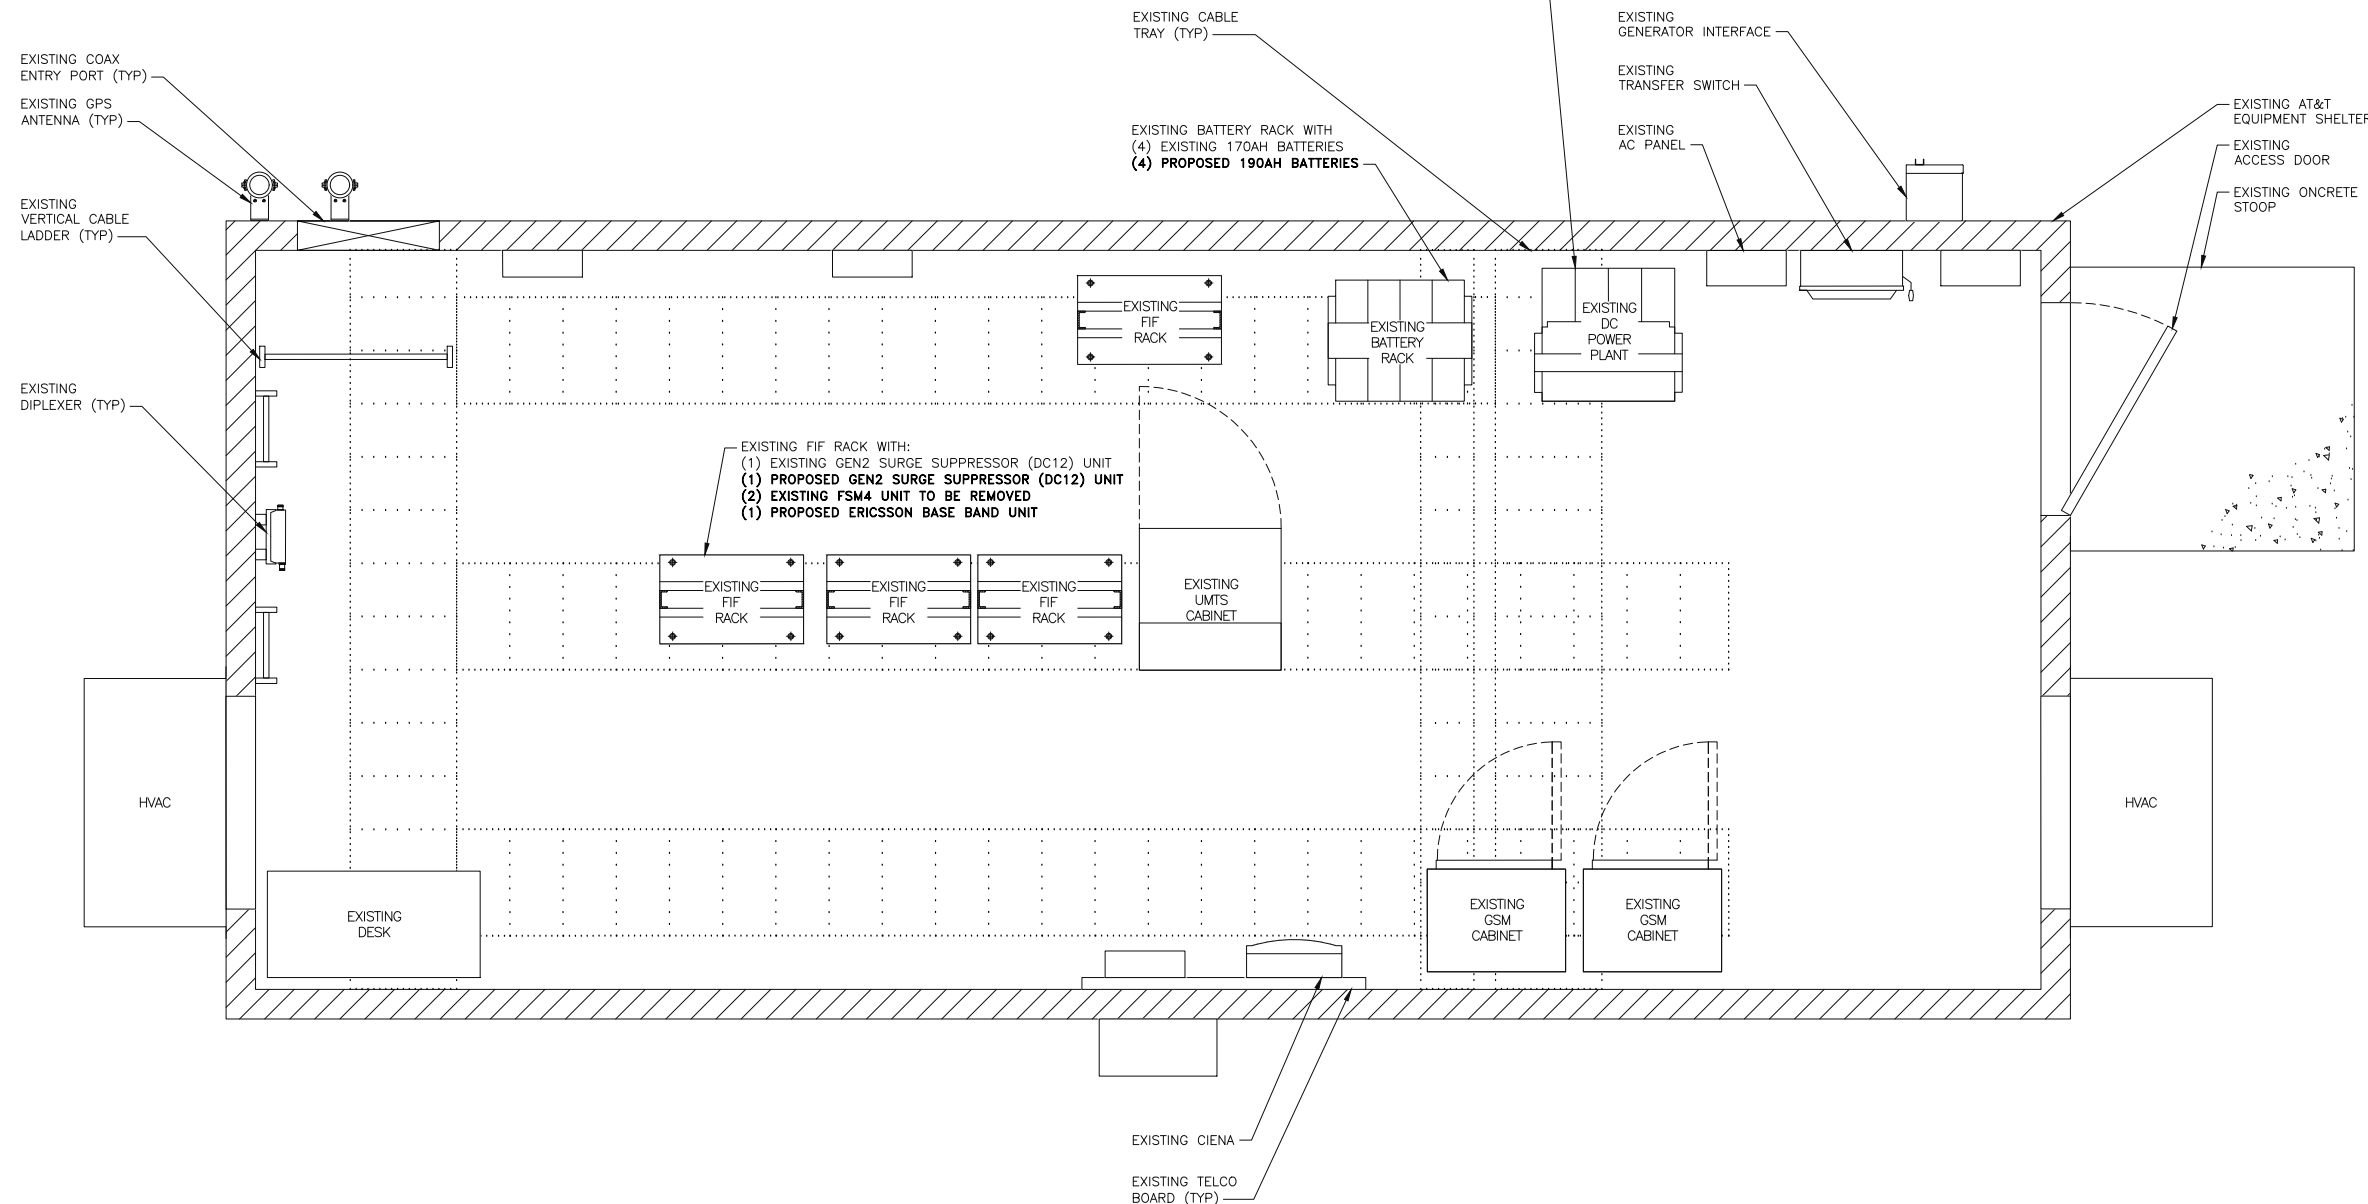 EXISTING CABLE
TRAY (TYP)
EXISTING
GENERATOR INTERFACE
EXISTING COAX
ENTRY PORT (TYP)
EXISTING
TRANSFER SWITCH
EXISTING GPS
ANTENNA (TYP)
EXISTING AT&T
EQUIPMENT SHELTER
EXISTING BATTERY RACK WITH
(4) EXISTING 170AH BATTERIES
(4) PROPOSED 190AH BATTERIES
EXISTING
AC PANEL
EXISTING
ACCESS DOOR
EXISTING ONCRETE
STOOP
EXISTING
VERTICAL CABLE
LADDER (TYP)
EXISTING
FIF
RACK
EXISTING
BATTERY
RACK
EXISTING
DC
POWER
PLANT
EXISTING
DIPLEXER (TYP)
EXISTING FIF RACK WITH:
(1) EXISTING GEN2 SURGE SUPPRESSOR (DC12) UNIT
(1) PROPOSED GEN2 SURGE SUPPRESSOR (DC12) UNIT
(2) EXISTING FSM4 UNIT TO BE REMOVED
(1) PROPOSED ERICSSON BASE BAND UNIT
EXISTING
FIF
RACK
EXISTING
FIF
RACK
EXISTING
FIF
RACK
EXISTING
UMTS
CABINET
HVAC
HVAC
EXISTING
DESK
EXISTING
GSM
CABINET
EXISTING
GSM
CABINET
EXISTING CIENA
EXISTING TELCO
BOARD (TYP)